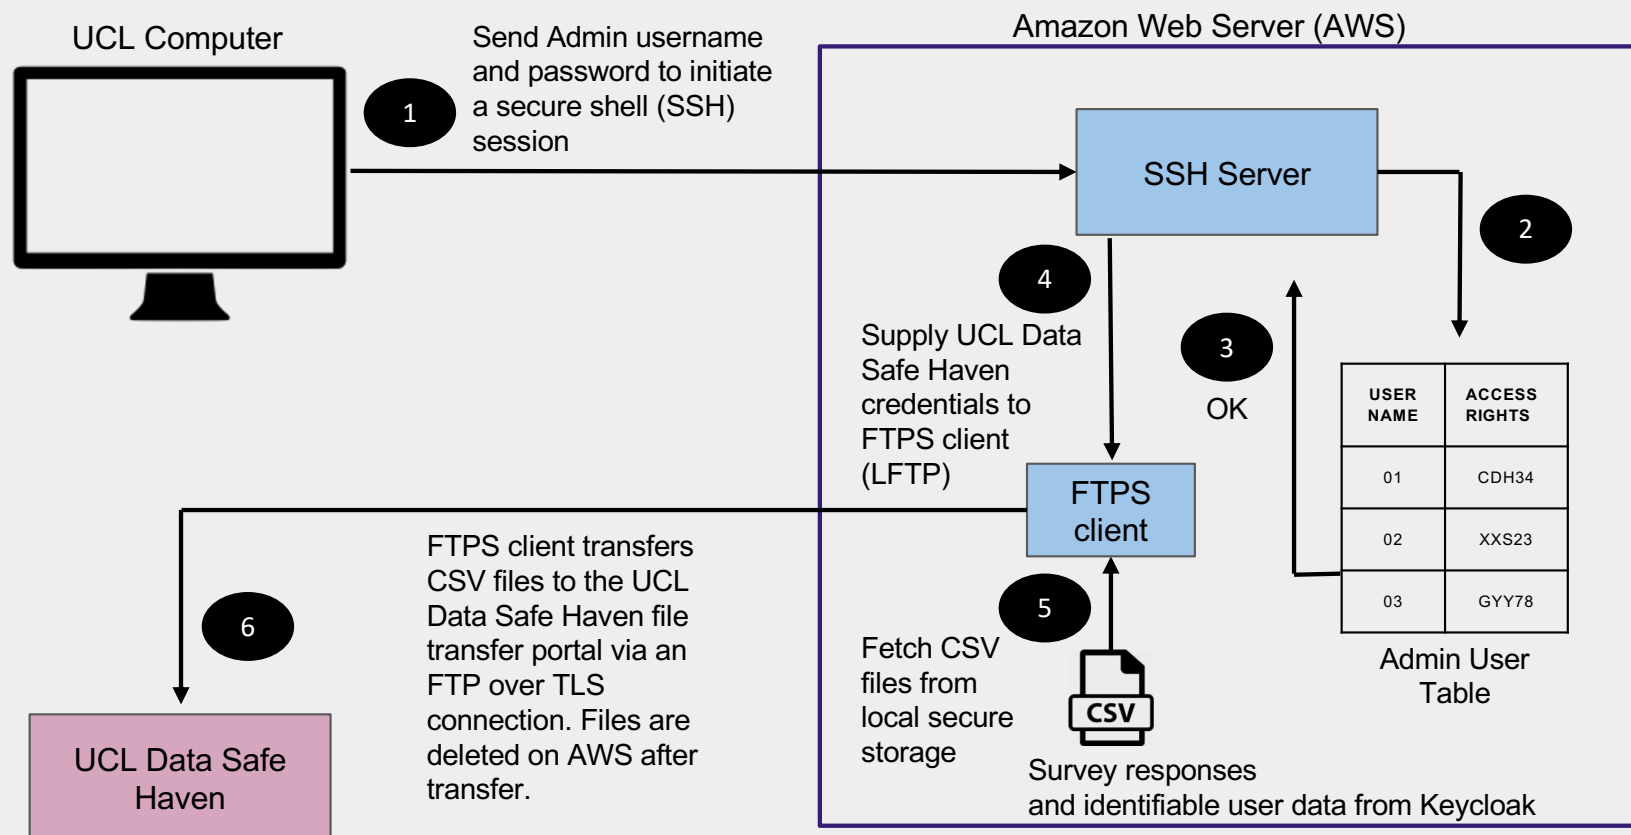 UCL Computer
1
Send Admin username
and password to initiate
a secure shell (SSH)
session
Amazon Web Server (AWS)
SSH Server
2
4
Supply UCL Data
Safe Haven
credentials to
FTPS client
(LFTP)
3
OK
USER NAME
ACCESS RIGHTS
01 CDH34
02 XXS23
03 GYY78
Admin User
Table
FTPS
client
5
Fetch CSV
files from
local secure
storage
CSV
Survey responses
and identifiable user data from Keycloak
6
FTPS client transfers
CSV files to the UCL
Data Safe Haven file
transfer portal via an
FTP over TLS
connection. Files are
deleted on AWS after
transfer.
UCL Data Safe
Haven